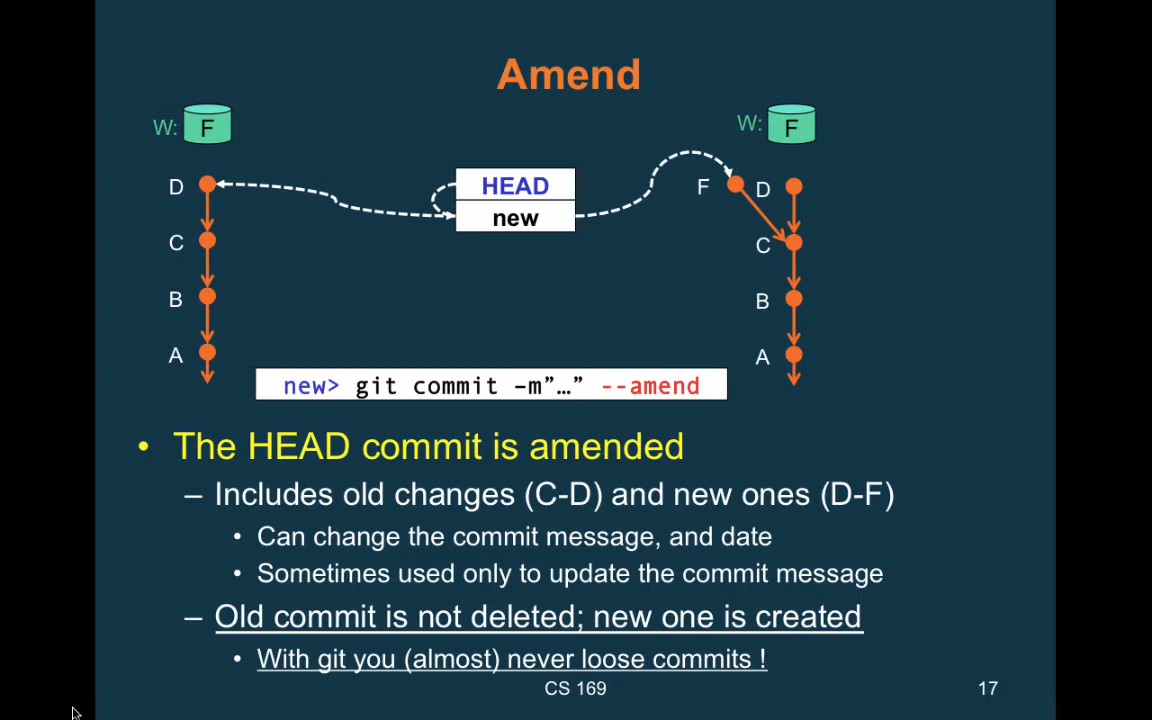 Amend
W: F
W: F
D
HEAD
F
D
new
C
C
B
B
A
A
new> git commit –m”…” --amend
• The HEAD commit is amended
– Includes old changes (C-D) and new ones (D-F)
• Can change the commit message, and date
• Sometimes used only to update the commit message
– Old commit is not deleted; new one is created
• With git you (almost) never loose commits !
CS 169
17